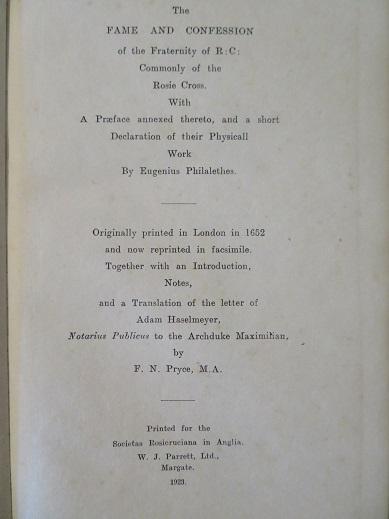 The
FAME AND CONFESSION
of the Fraternity of R:C:
Commonly of the
Rosie Cross.
With
A Præface annexed thereto, and a short
Declaration of their Physicall
Work
By Eugenius Philalethes.
Originally printed in London in 1652
and now reprinted in facsimile.
Together with an Introduction,
Notes,
and a Translation of the letter of
Adam Haselmeyer,
Notarius Publicus to the Archduke Maximilian,
by
F. N. Pryce, M.A.
Printed for the
Societas Rosicruciana in Anglia.
W. J. Parrett, Ltd.,
Margate.
1923.